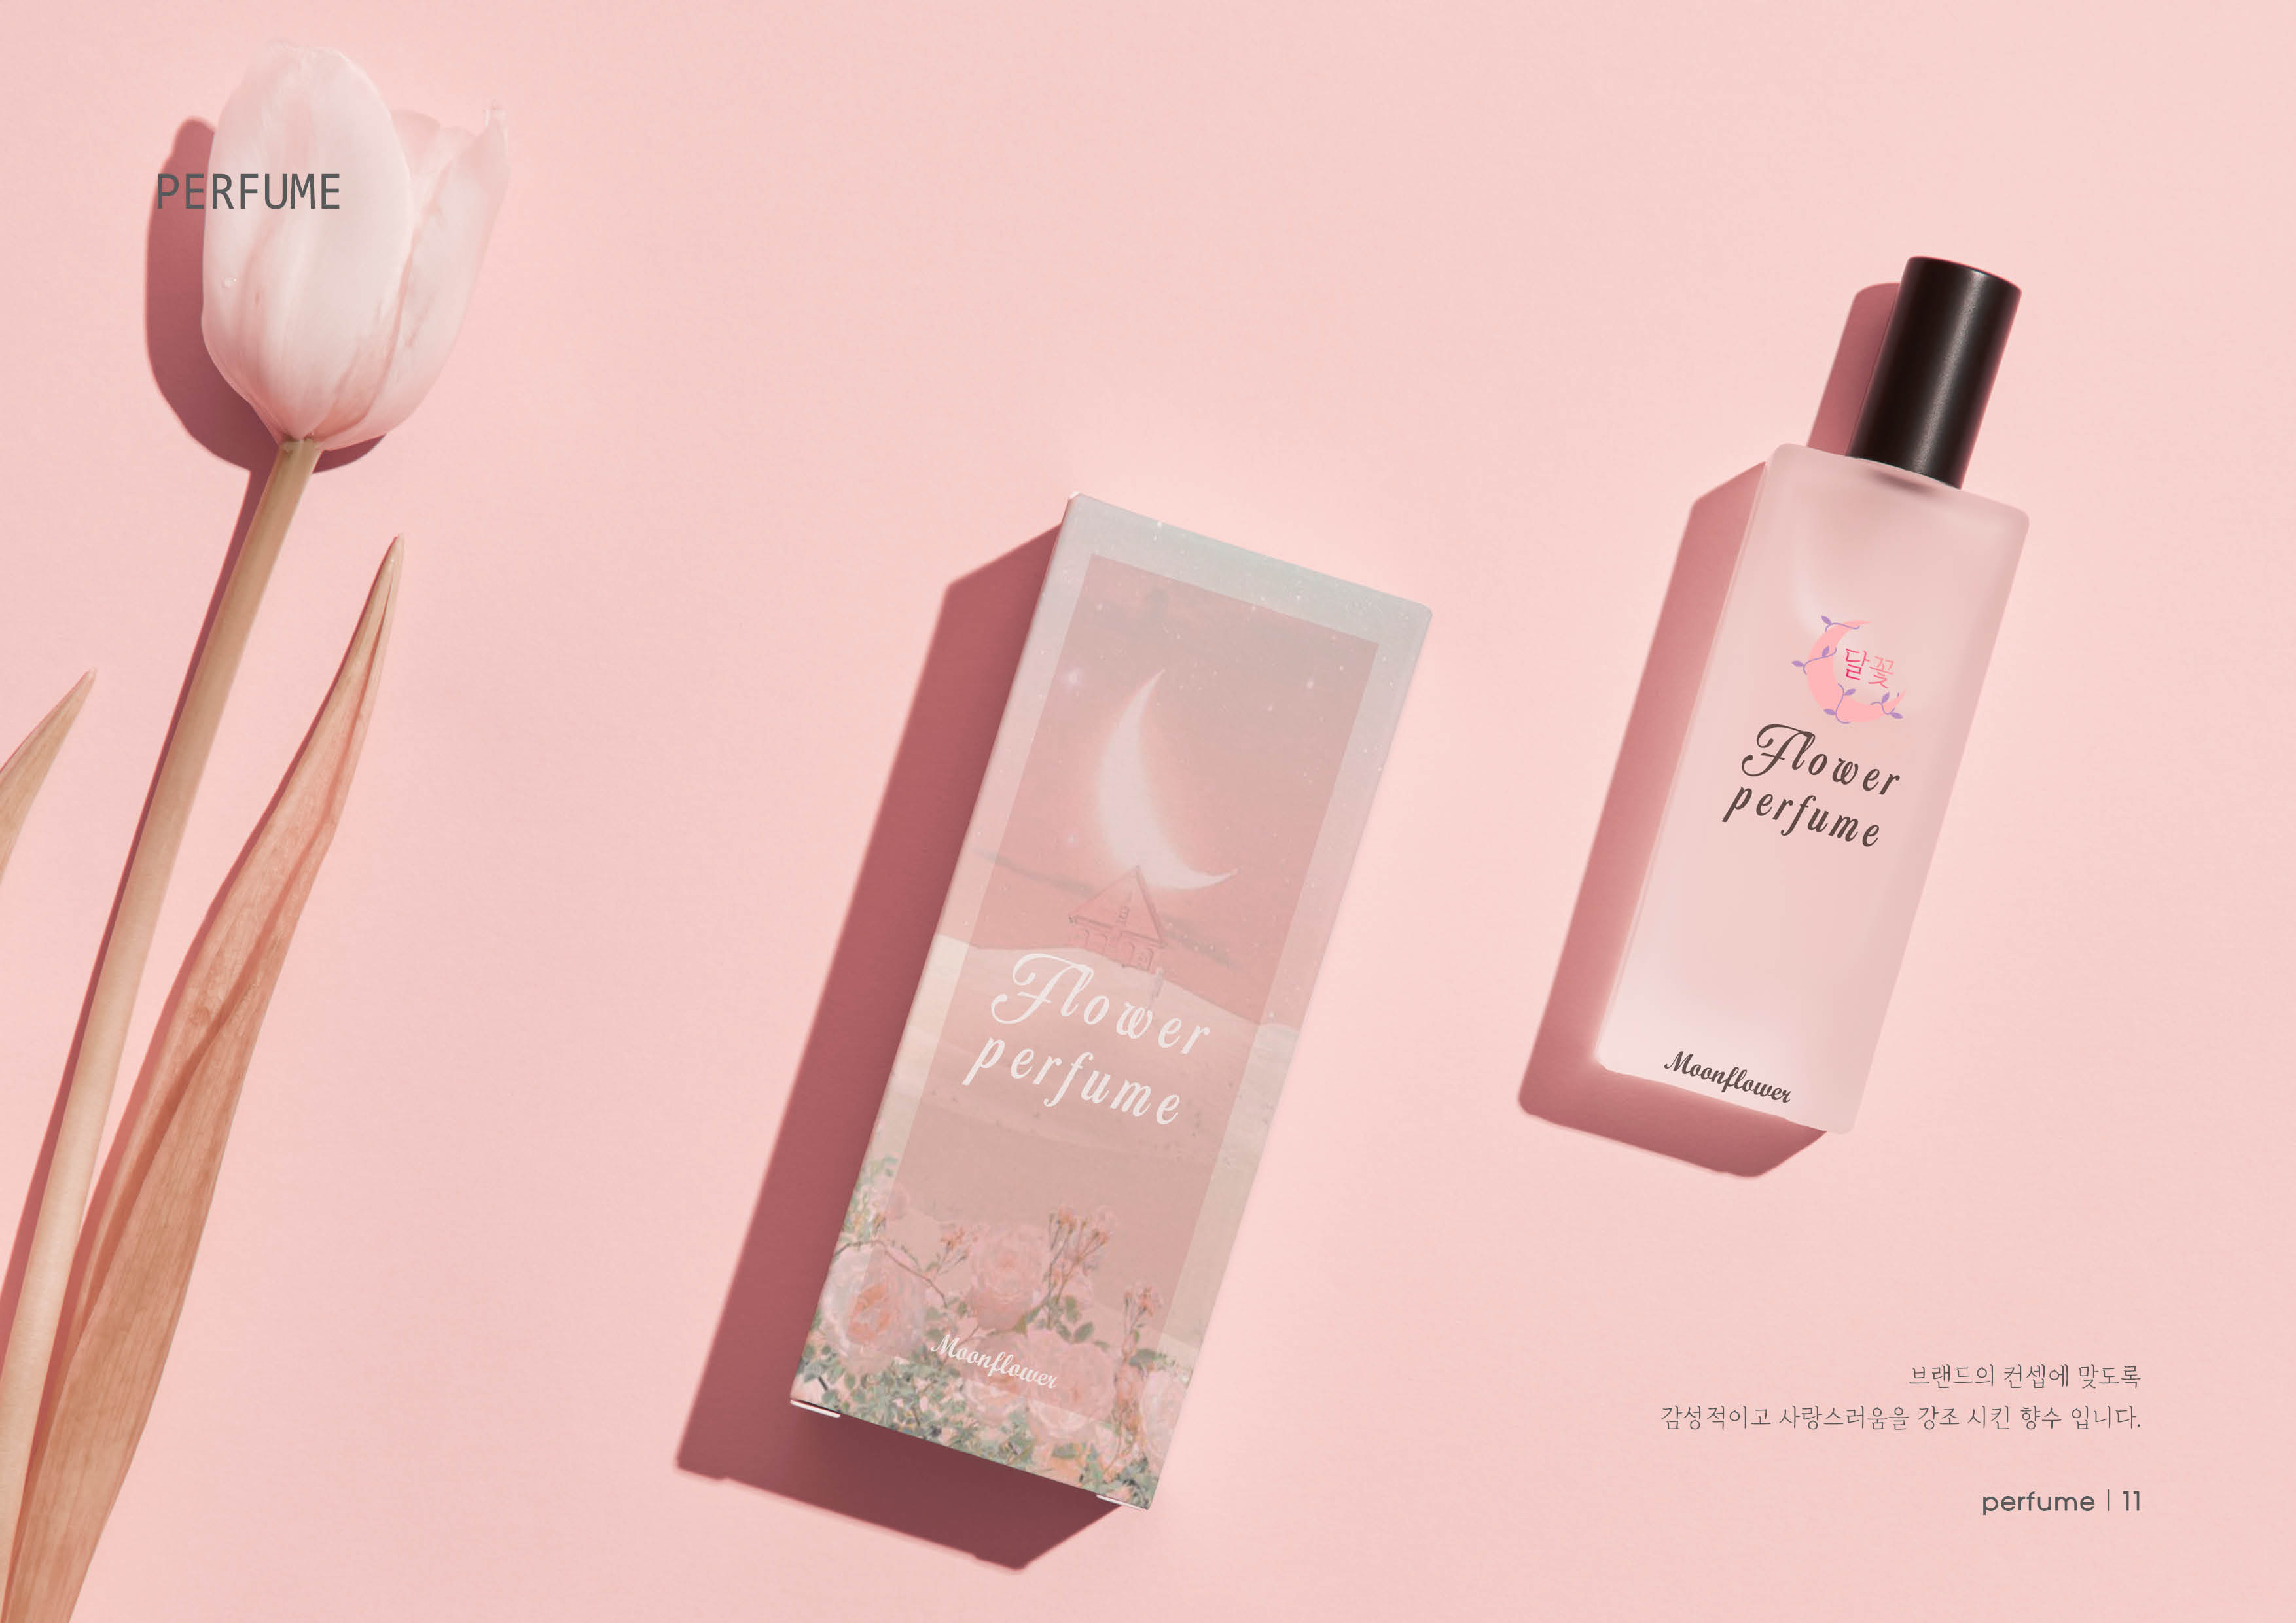 PERFUME
Flower
perfume
Moonflower
달꽃
Flower
perfume
Moonflower
브랜드의 컨셉에 맞도록
감성적이고 사랑스러움을 강조 시킨 향수 입니다.
perfume | 11